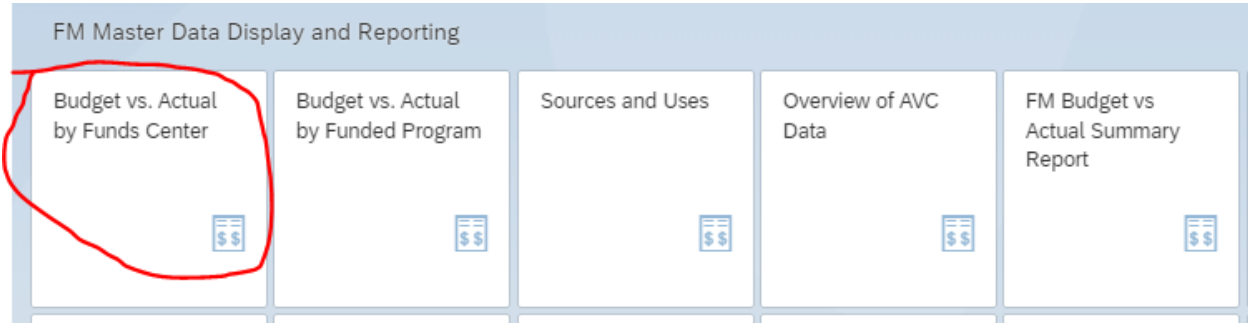 FM Master Data Display and Reporting
Budget vs. Actual
by Funds Center
Budget vs. Actual
by Funded Program
Sources and Uses
Overview of AVC
Data
FM Budget vs
Actual Summary
Report
$$
$$
$$
$$
$$